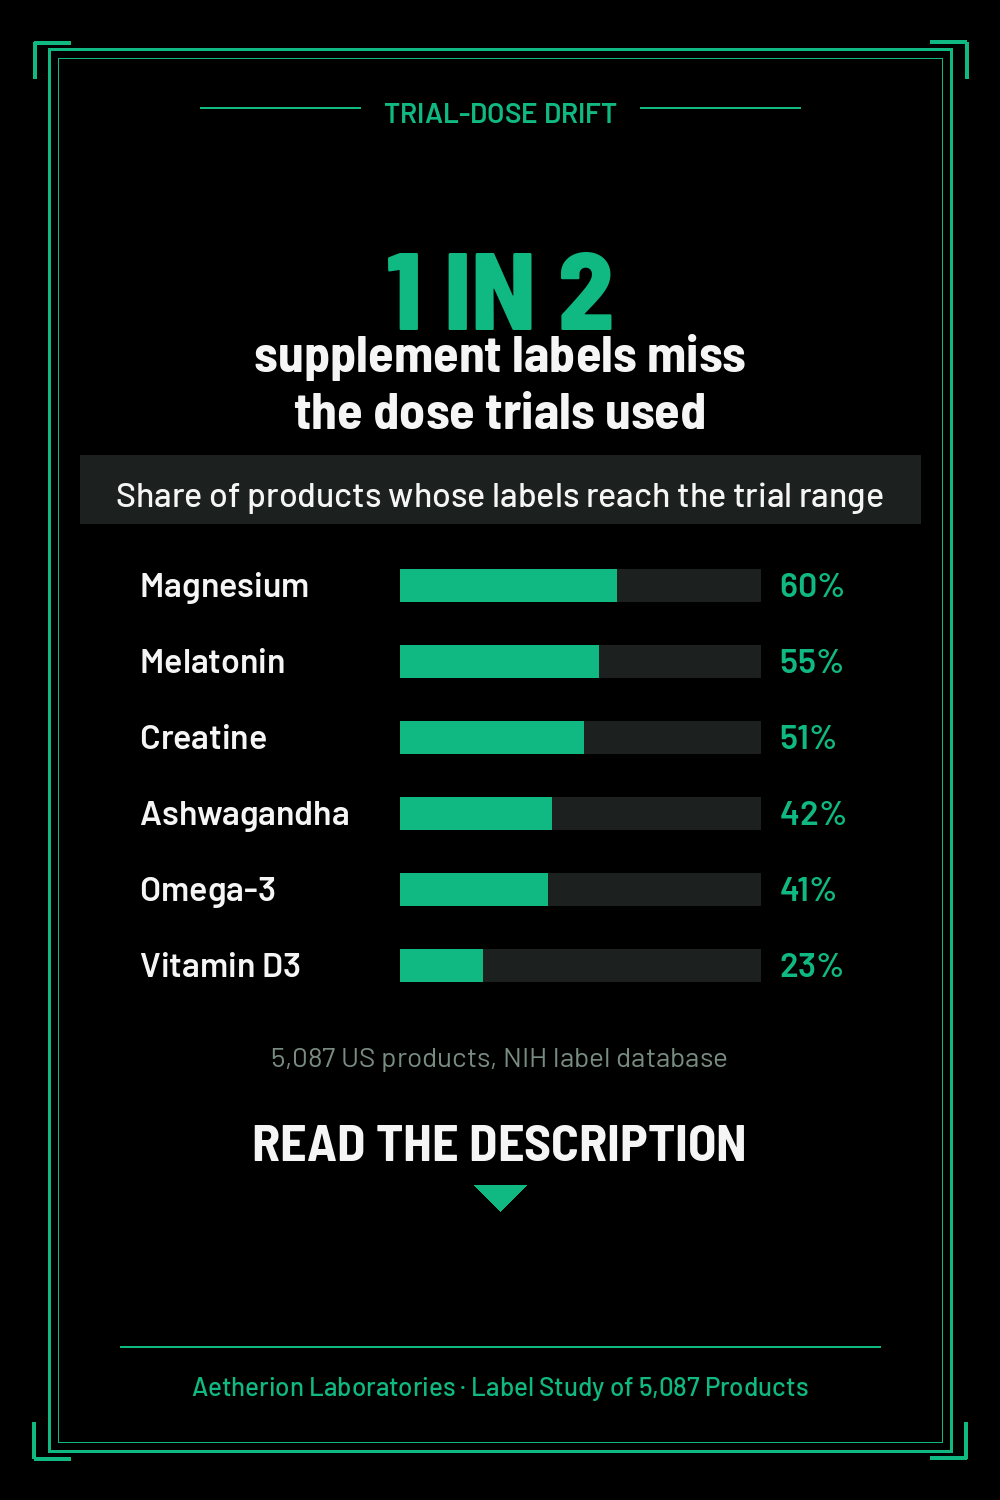 TRIAL-DOSE DRIFT
1 IN 2
supplement labels miss
the dose trials used
Share of products whose labels reach the trial range
Magnesium 60%
Melatonin 55%
Creatine 51%
Ashwagandha 42%
Omega-3 41%
Vitamin D3 23%
5,087 US products, NIH label database
READ THE DESCRIPTION
Aetherion Laboratories · Label Study of 5,087 Products